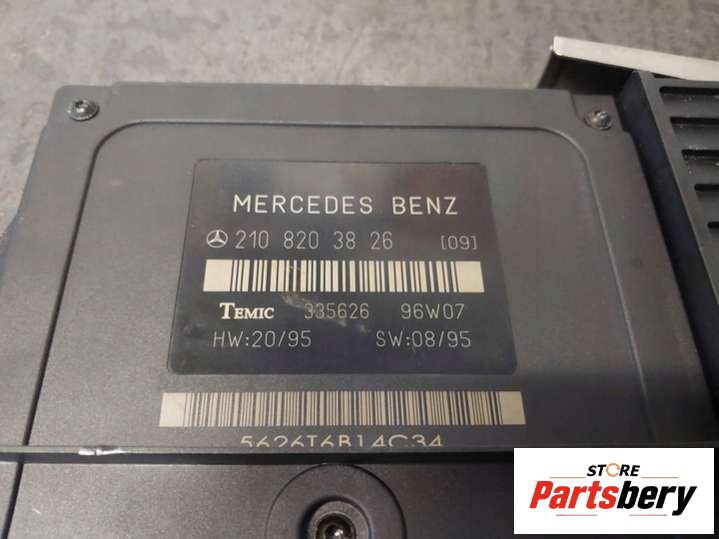 MERCEDES BENZ
210 820 38 26 [09]
TEMIC 335626 96W07
HW:20/95 SW:08/95
5626T6B14C34
STORE
Partsbery